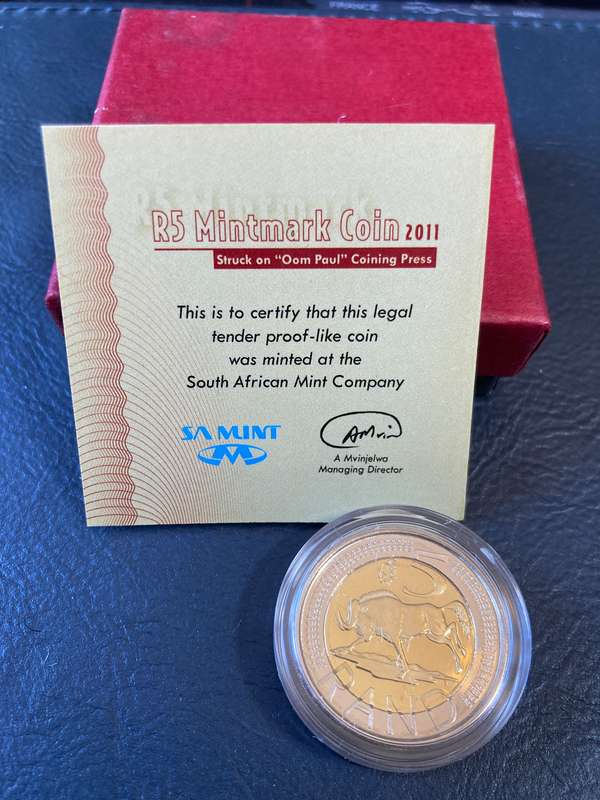 FRANCE
R5 Mintmark Coin 2011
Struck on "Oom Paul" Coining Press
This is to certify that this legal
tender proof-like coin
was minted at the
South African Mint Company
SA MINT
A Mvinjelwa
Managing Director
RAND